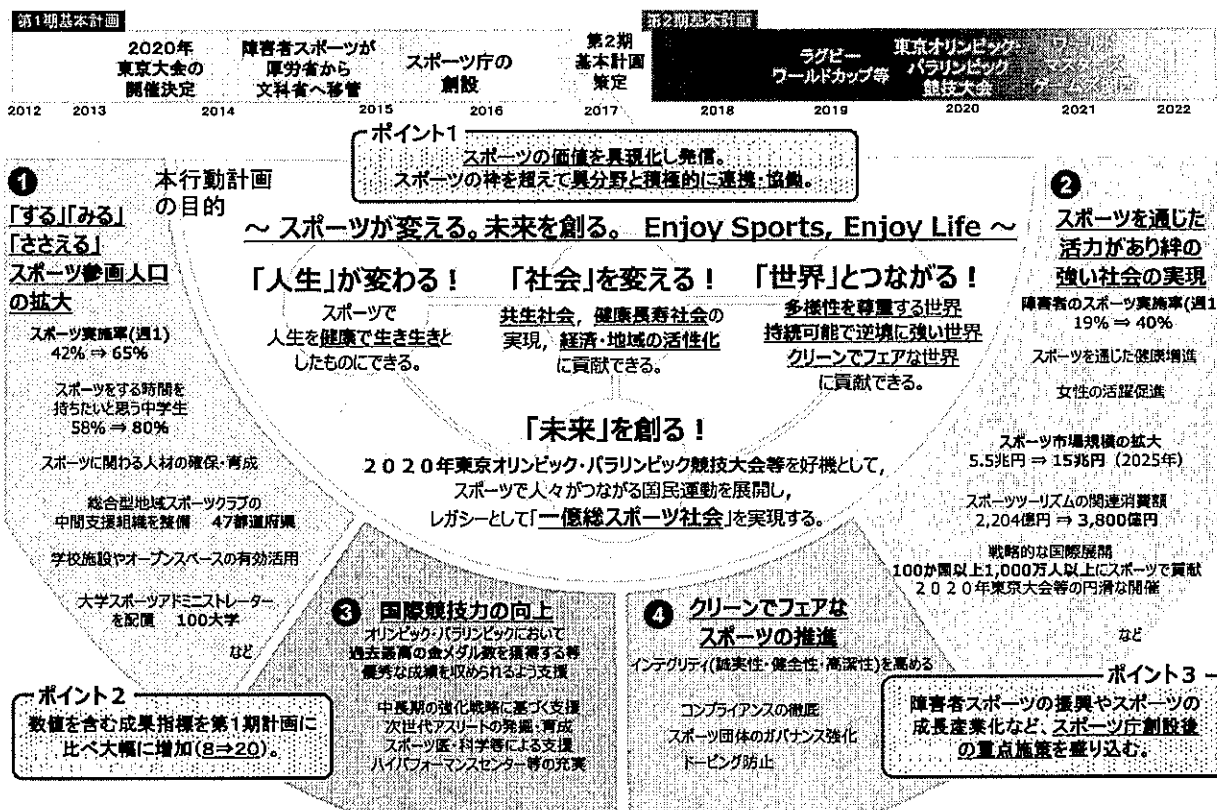 第1期基本計画
第2期基本計画
2020年
東京大会の
開催決定
障害者スポーツが
厚労省から
文科省へ移管
スポーツ庁の
創設
第2期
基本計画
策定
ラグビー
ワールドカップ等
東京オリンピック・
パラリンピック
競技大会
ワールド
マスターズ
ゲームズ
2012 2013 2014 2015 2016 2017 2018 2019 2020 2021 2022
ポイント1
スポーツの価値を具現化し発信。
スポーツの枠を超えて異分野と積極的に連携・協働。
本行動計画
の目的
～ スポーツが変える。未来を創る。 Enjoy Sports, Enjoy Life ～
「人生」が変わる！
スポーツで
人生を健康で生き生きと
したものにできる。
「社会」を変える！
共生社会，健康長寿社会の
実現，経済・地域の活性化
に貢献できる。
「世界」とつながる！
多様性を尊重する世界
持続可能で逆境に強い世界
クリーンでフェアな世界
に貢献できる。
「未来」を創る！
２０２０年東京オリンピック・パラリンピック競技大会等を好機として，
スポーツで人々がつながる国民運動を展開し，
レガシーとして「一億総スポーツ社会」を実現する。
❶
「する」「みる」
「ささえる」
スポーツ参画人口
の拡大
スポーツ実施率(週1)
42% ⇒ 65%
スポーツをする時間を
持ちたいと思う中学生
58% ⇒ 80%
スポーツに関わる人材の確保・育成
総合型地域スポーツクラブの
中間支援組織を整備 47都道府県
学校施設やオープンスペースの有効活用
大学スポーツアドミニストレーター
を配置 100大学
など
❷
スポーツを通じた
活力があり絆の
強い社会の実現
障害者のスポーツ実施率(週1
19% ⇒ 40%
スポーツを通じた健康増進
女性の活躍促進
スポーツ市場規模の拡大
5.5兆円 ⇒ 15兆円 (2025年)
スポーツツーリズムの関連消費額
2,204億円 ⇒ 3,800億円
戦略的な国際展開
100か国以上1,000万人以上にスポーツで貢献
２０２０年東京大会等の円滑な開催
など
❸ 国際競技力の向上
オリンピック・パラリンピックにおいて
過去最高の金メダル数を獲得する等
優秀な成績を収められるよう支援
中長期の強化戦略に基づく支援
次世代アスリートの発掘・育成
スポーツ医・科学等による支援
ハイパフォーマンスセンター等の充実
❹ クリーンでフェアな
スポーツの推進
インテグリティ(誠実性・健全性・高潔性)を高める
コンプライアンスの徹底
スポーツ団体のガバナンス強化
ドーピング防止
ポイント2
数値を含む成果指標を第1期計画に
比べ大幅に増加(8⇒20)。
ポイント3
障害者スポーツの振興やスポーツの
成長産業化など、スポーツ庁創設後
の重点施策を盛り込む。